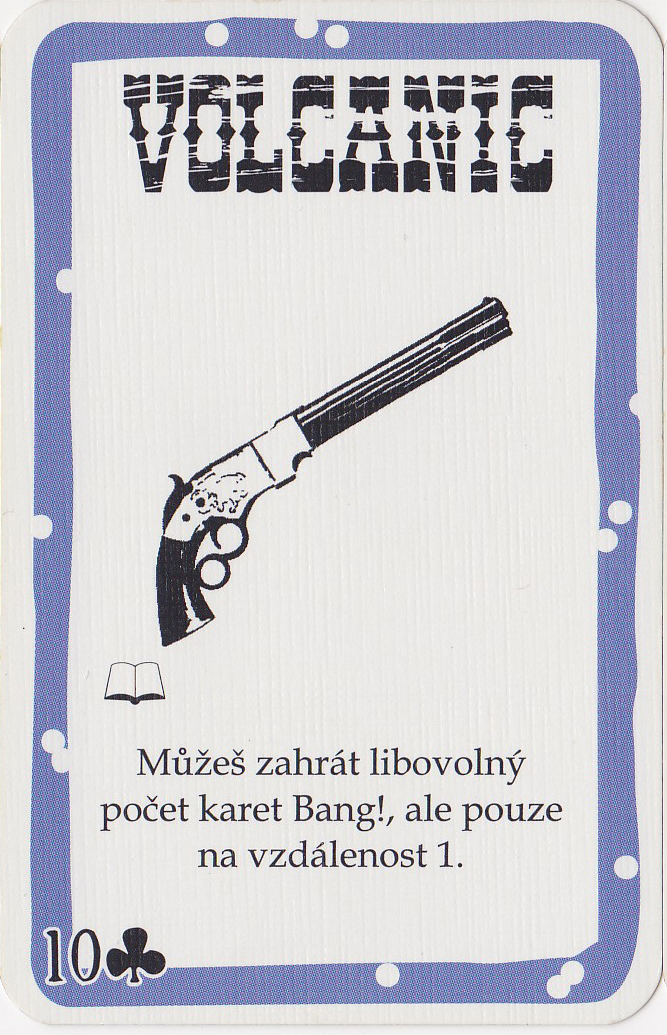 VOLCANIC
Můžeš zahrát libovolný
počet karet Bang!, ale pouze
na vzdálenost 1.
10♣